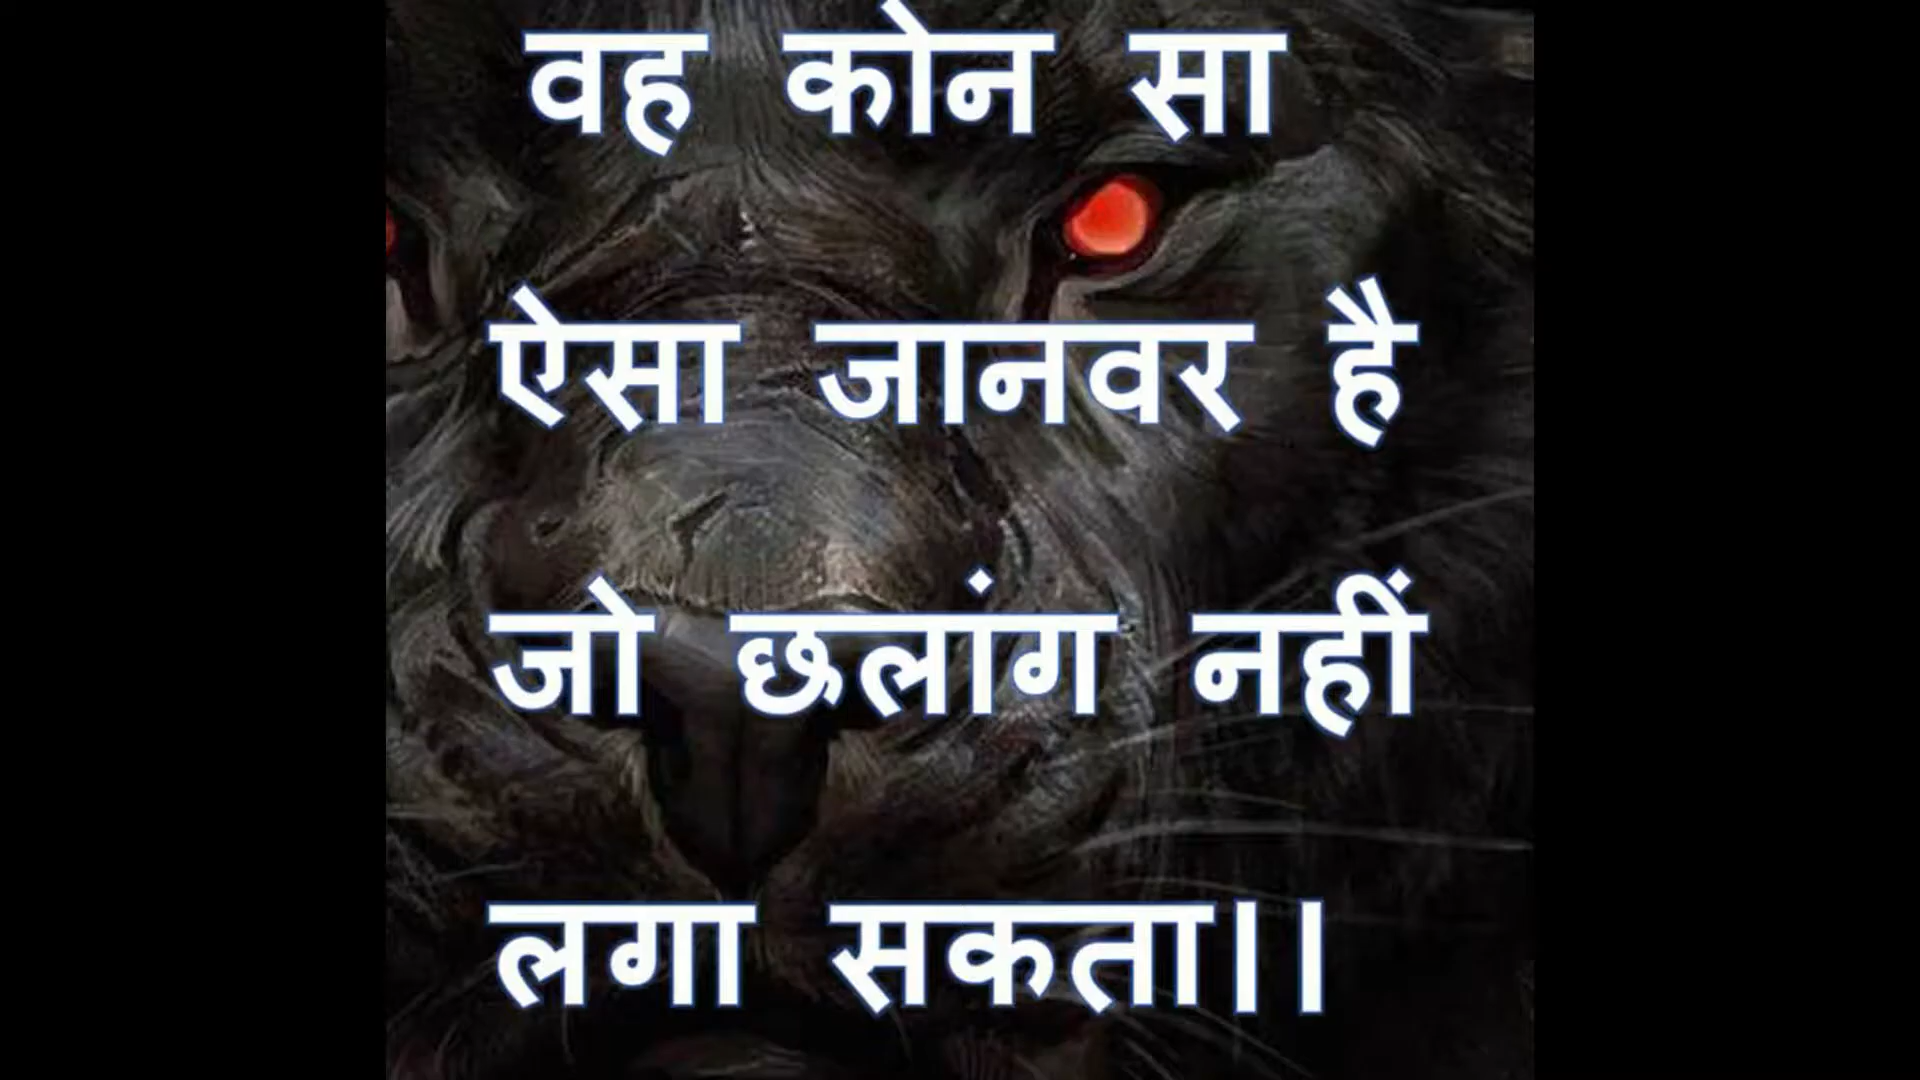 वह कोन सा
ऐसा जानवर है
जो छलांग नहीं
लगा सकता।।